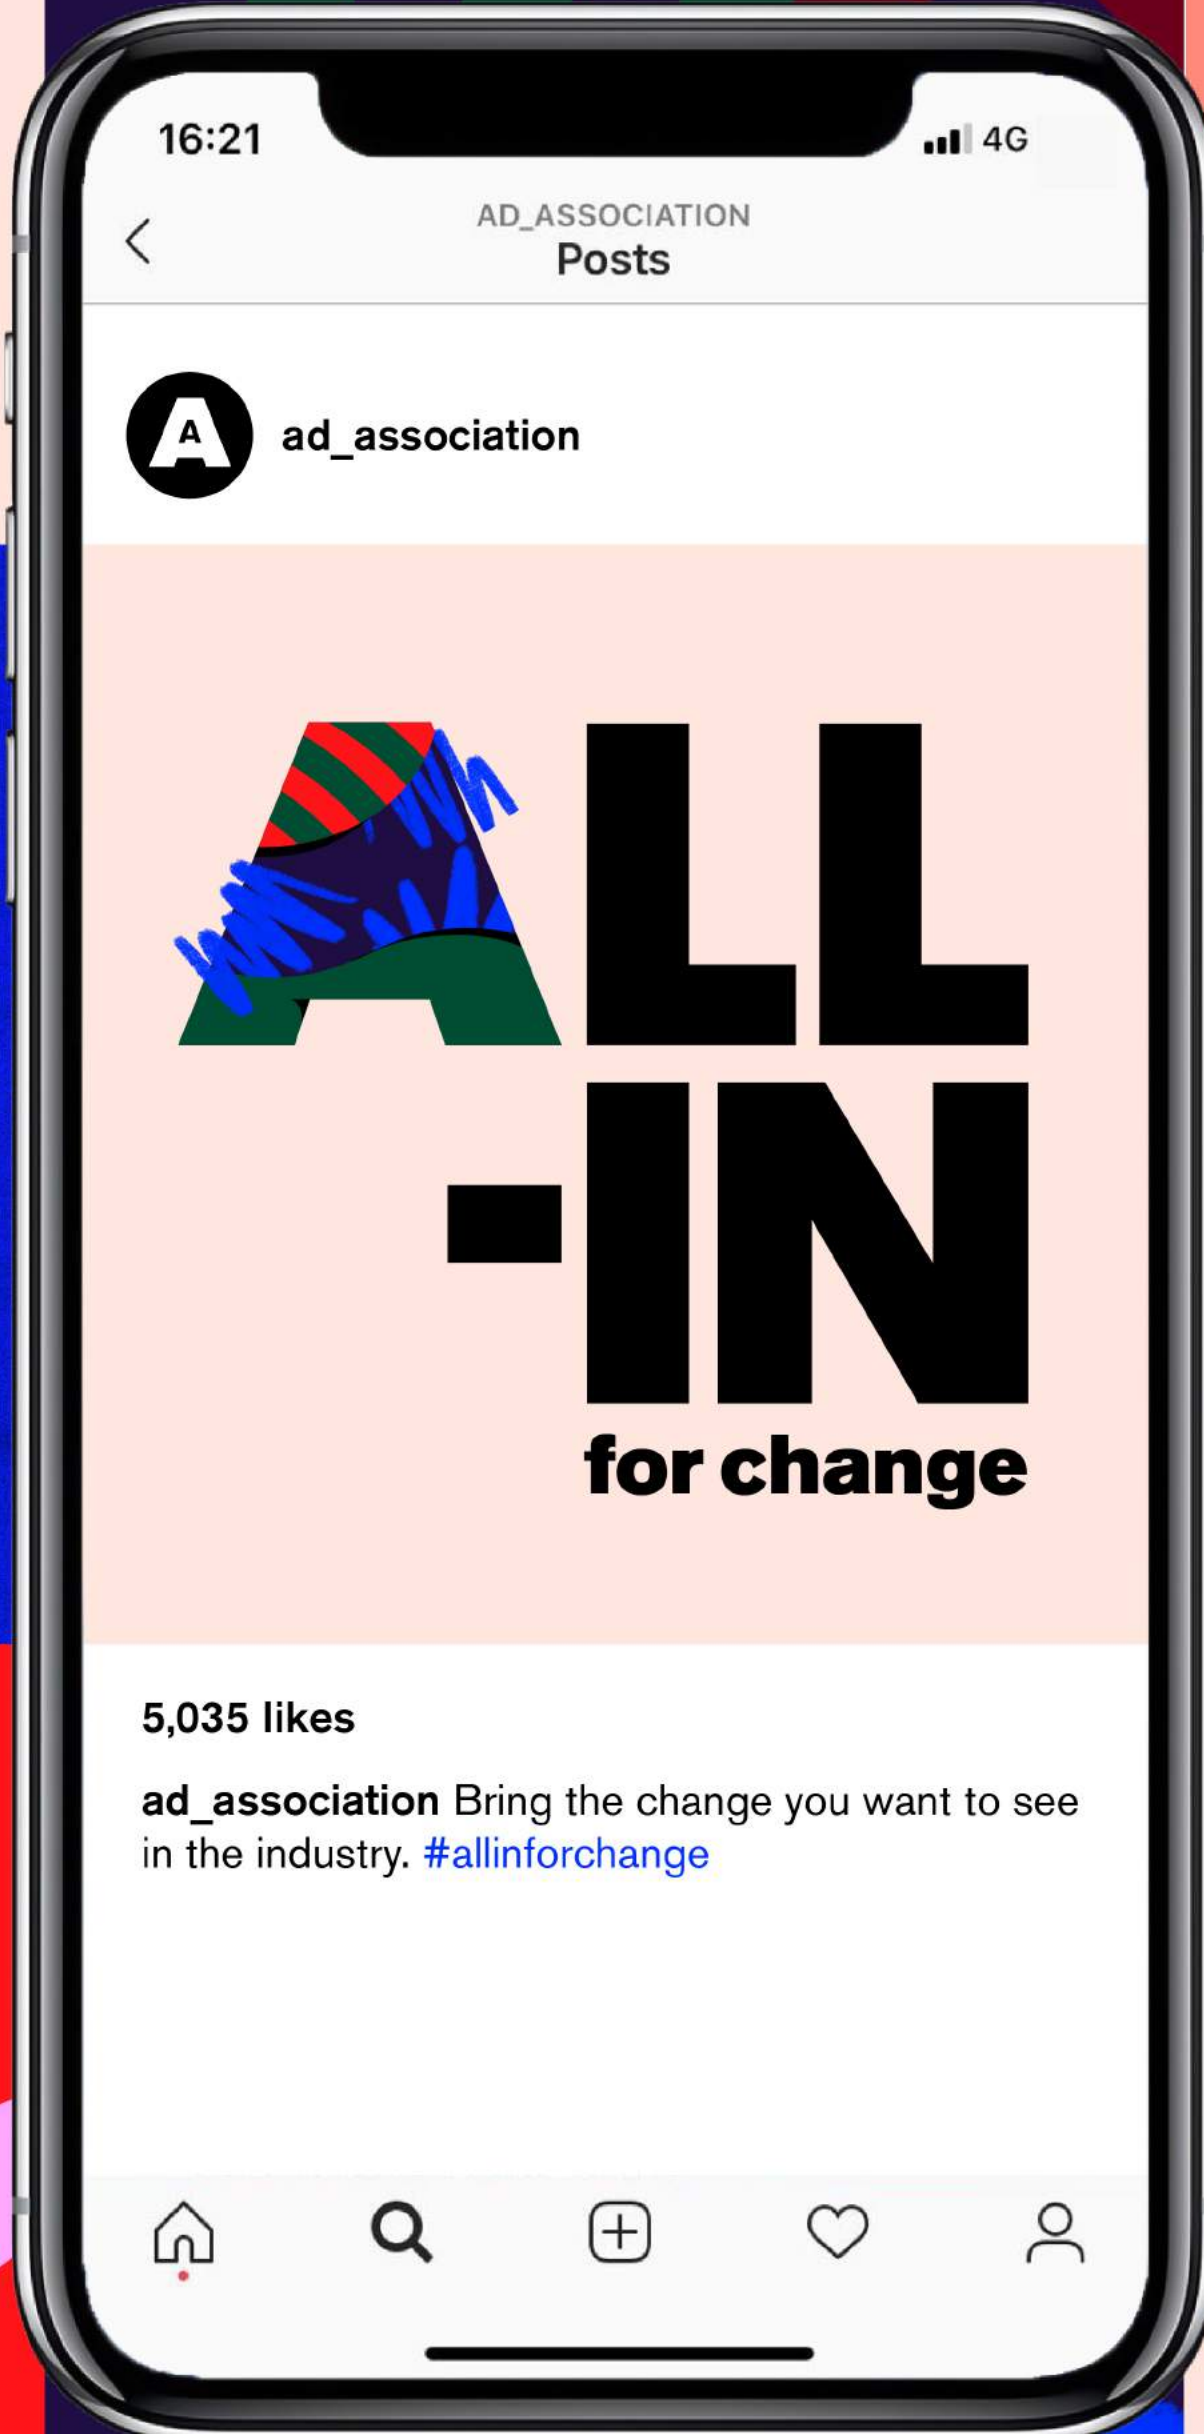 16:21 4G
AD_ASSOCIATION
Posts
A ad_association
ALL
-IN
for change
5,035 likes
ad_association Bring the change you want to see
in the industry. #allinforchange